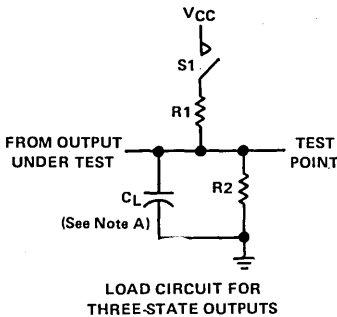 VCC
S1
R1
FROM OUTPUT
UNDER TEST
TEST
POINT
CL
R2
(See Note A)
LOAD CIRCUIT FOR
THREE-STATE OUTPUTS